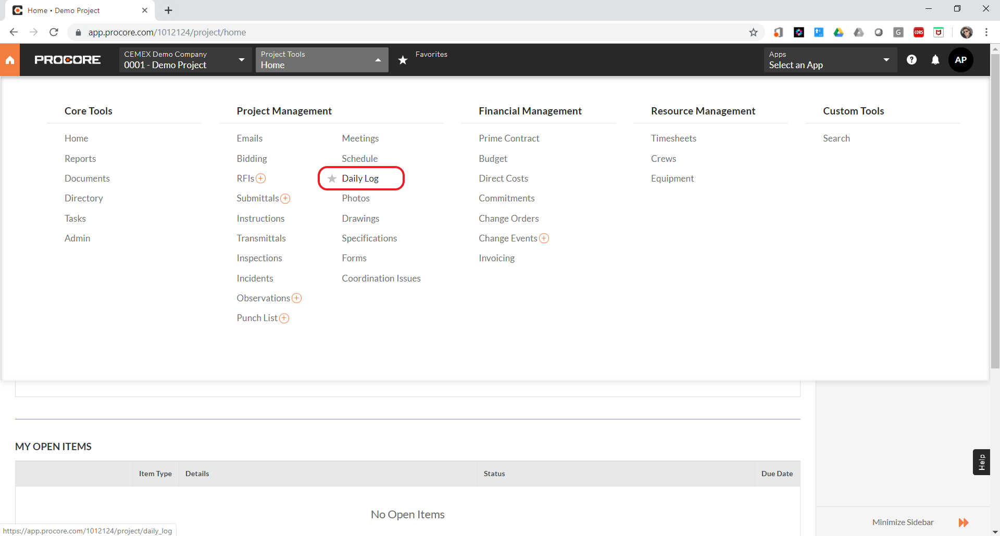 Home • Demo Project
app.procore.com/1012124/project/home
G
CORS
PROCORE
CEMEX Demo Company
0001 - Demo Project
Project Tools
Home
Favorites
Apps
Select an App
?
AP
Core Tools
Home
Reports
Documents
Directory
Tasks
Admin
Project Management
Emails
Bidding
RFIs
Submittals
Instructions
Transmittals
Inspections
Incidents
Observations
Punch List
Meetings
Schedule
Daily Log
Photos
Drawings
Specifications
Forms
Coordination Issues
Financial Management
Prime Contract
Budget
Direct Costs
Commitments
Change Orders
Change Events
Invoicing
Resource Management
Timesheets
Crews
Equipment
Custom Tools
Search
MY OPEN ITEMS
Item Type Details Status Due Date
No Open Items
Help
Minimize Sidebar
https://app.procore.com/1012124/project/daily_log